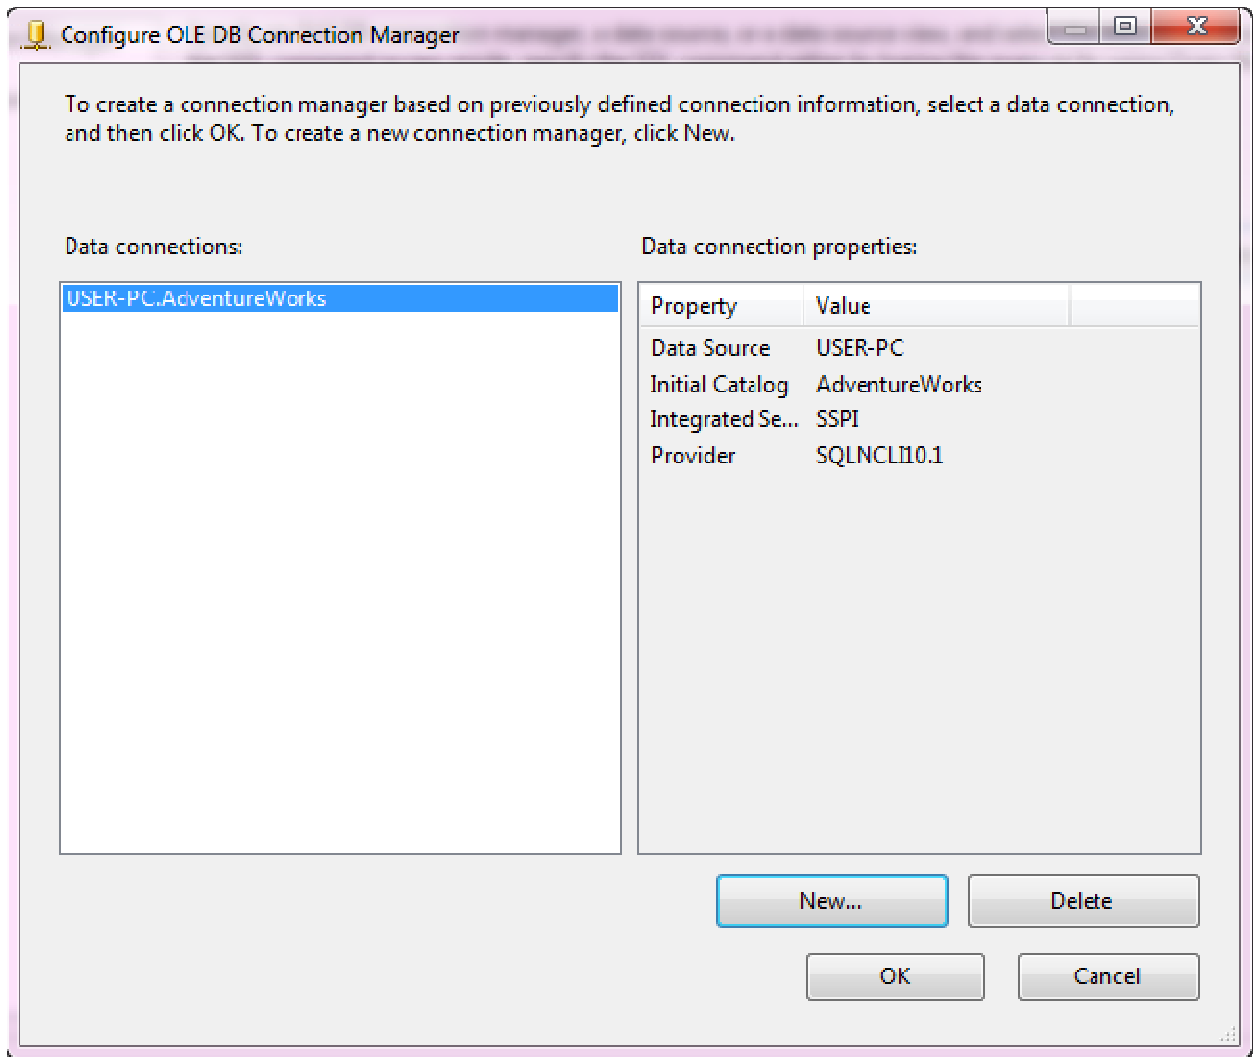 Configure OLE DB Connection Manager
To create a connection manager based on previously defined connection information, select a data connection,
and then click OK. To create a new connection manager, click New.
Data connections:
Data connection properties:
USER-PC.AdventureWorks
Property Value
Data Source USER-PC
Initial Catalog AdventureWorks
Integrated Se... SSPI
Provider SQLNCLI10.1
New... Delete
OK Cancel